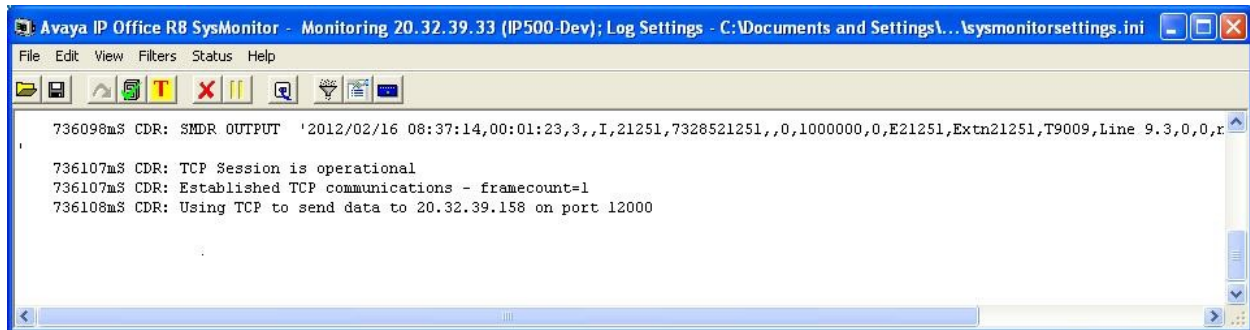 Avaya IP Office R8 SysMonitor - Monitoring 20.32.39.33 (IP500-Dev); Log Settings - C:\Documents and Settings\...\sysmonitorsettings.ini
File Edit View Filters Status Help
T
736098mS CDR: SMDR OUTPUT '2012/02/16 08:37:14,00:01:23,3,,I,21251,7328521251,,0,1000000,0,E21251,Extn21251,T9009,Line 9.3,0,0,
'
736107mS CDR: TCP Session is operational
736107mS CDR: Established TCP communications - framecount=1
736108mS CDR: Using TCP to send data to 20.32.39.158 on port 12000